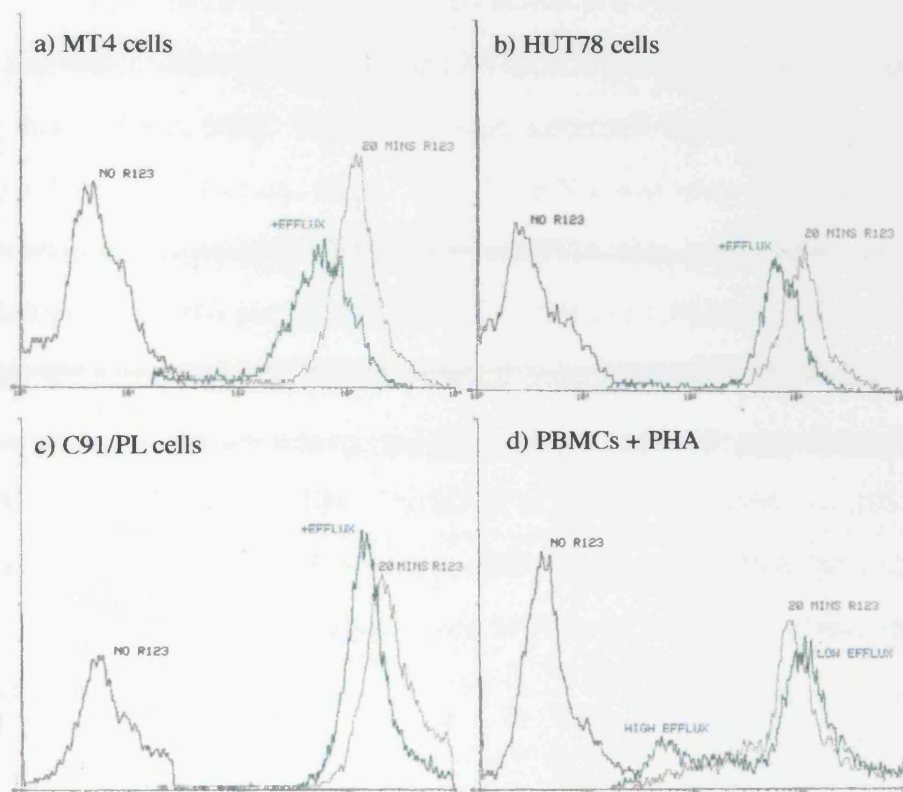 a) MT4 cells
NO R123
+EFFLUX
20 MINS R123
b) HUT78 cells
NO R123
+EFFLUX
20 MINS R123
c) C91/PL cells
NO R123
+EFFLUX
20 MINS R123
d) PBMCs + PHA
NO R123
HIGH EFFLUX
20 MINS R123
LOW EFFLUX